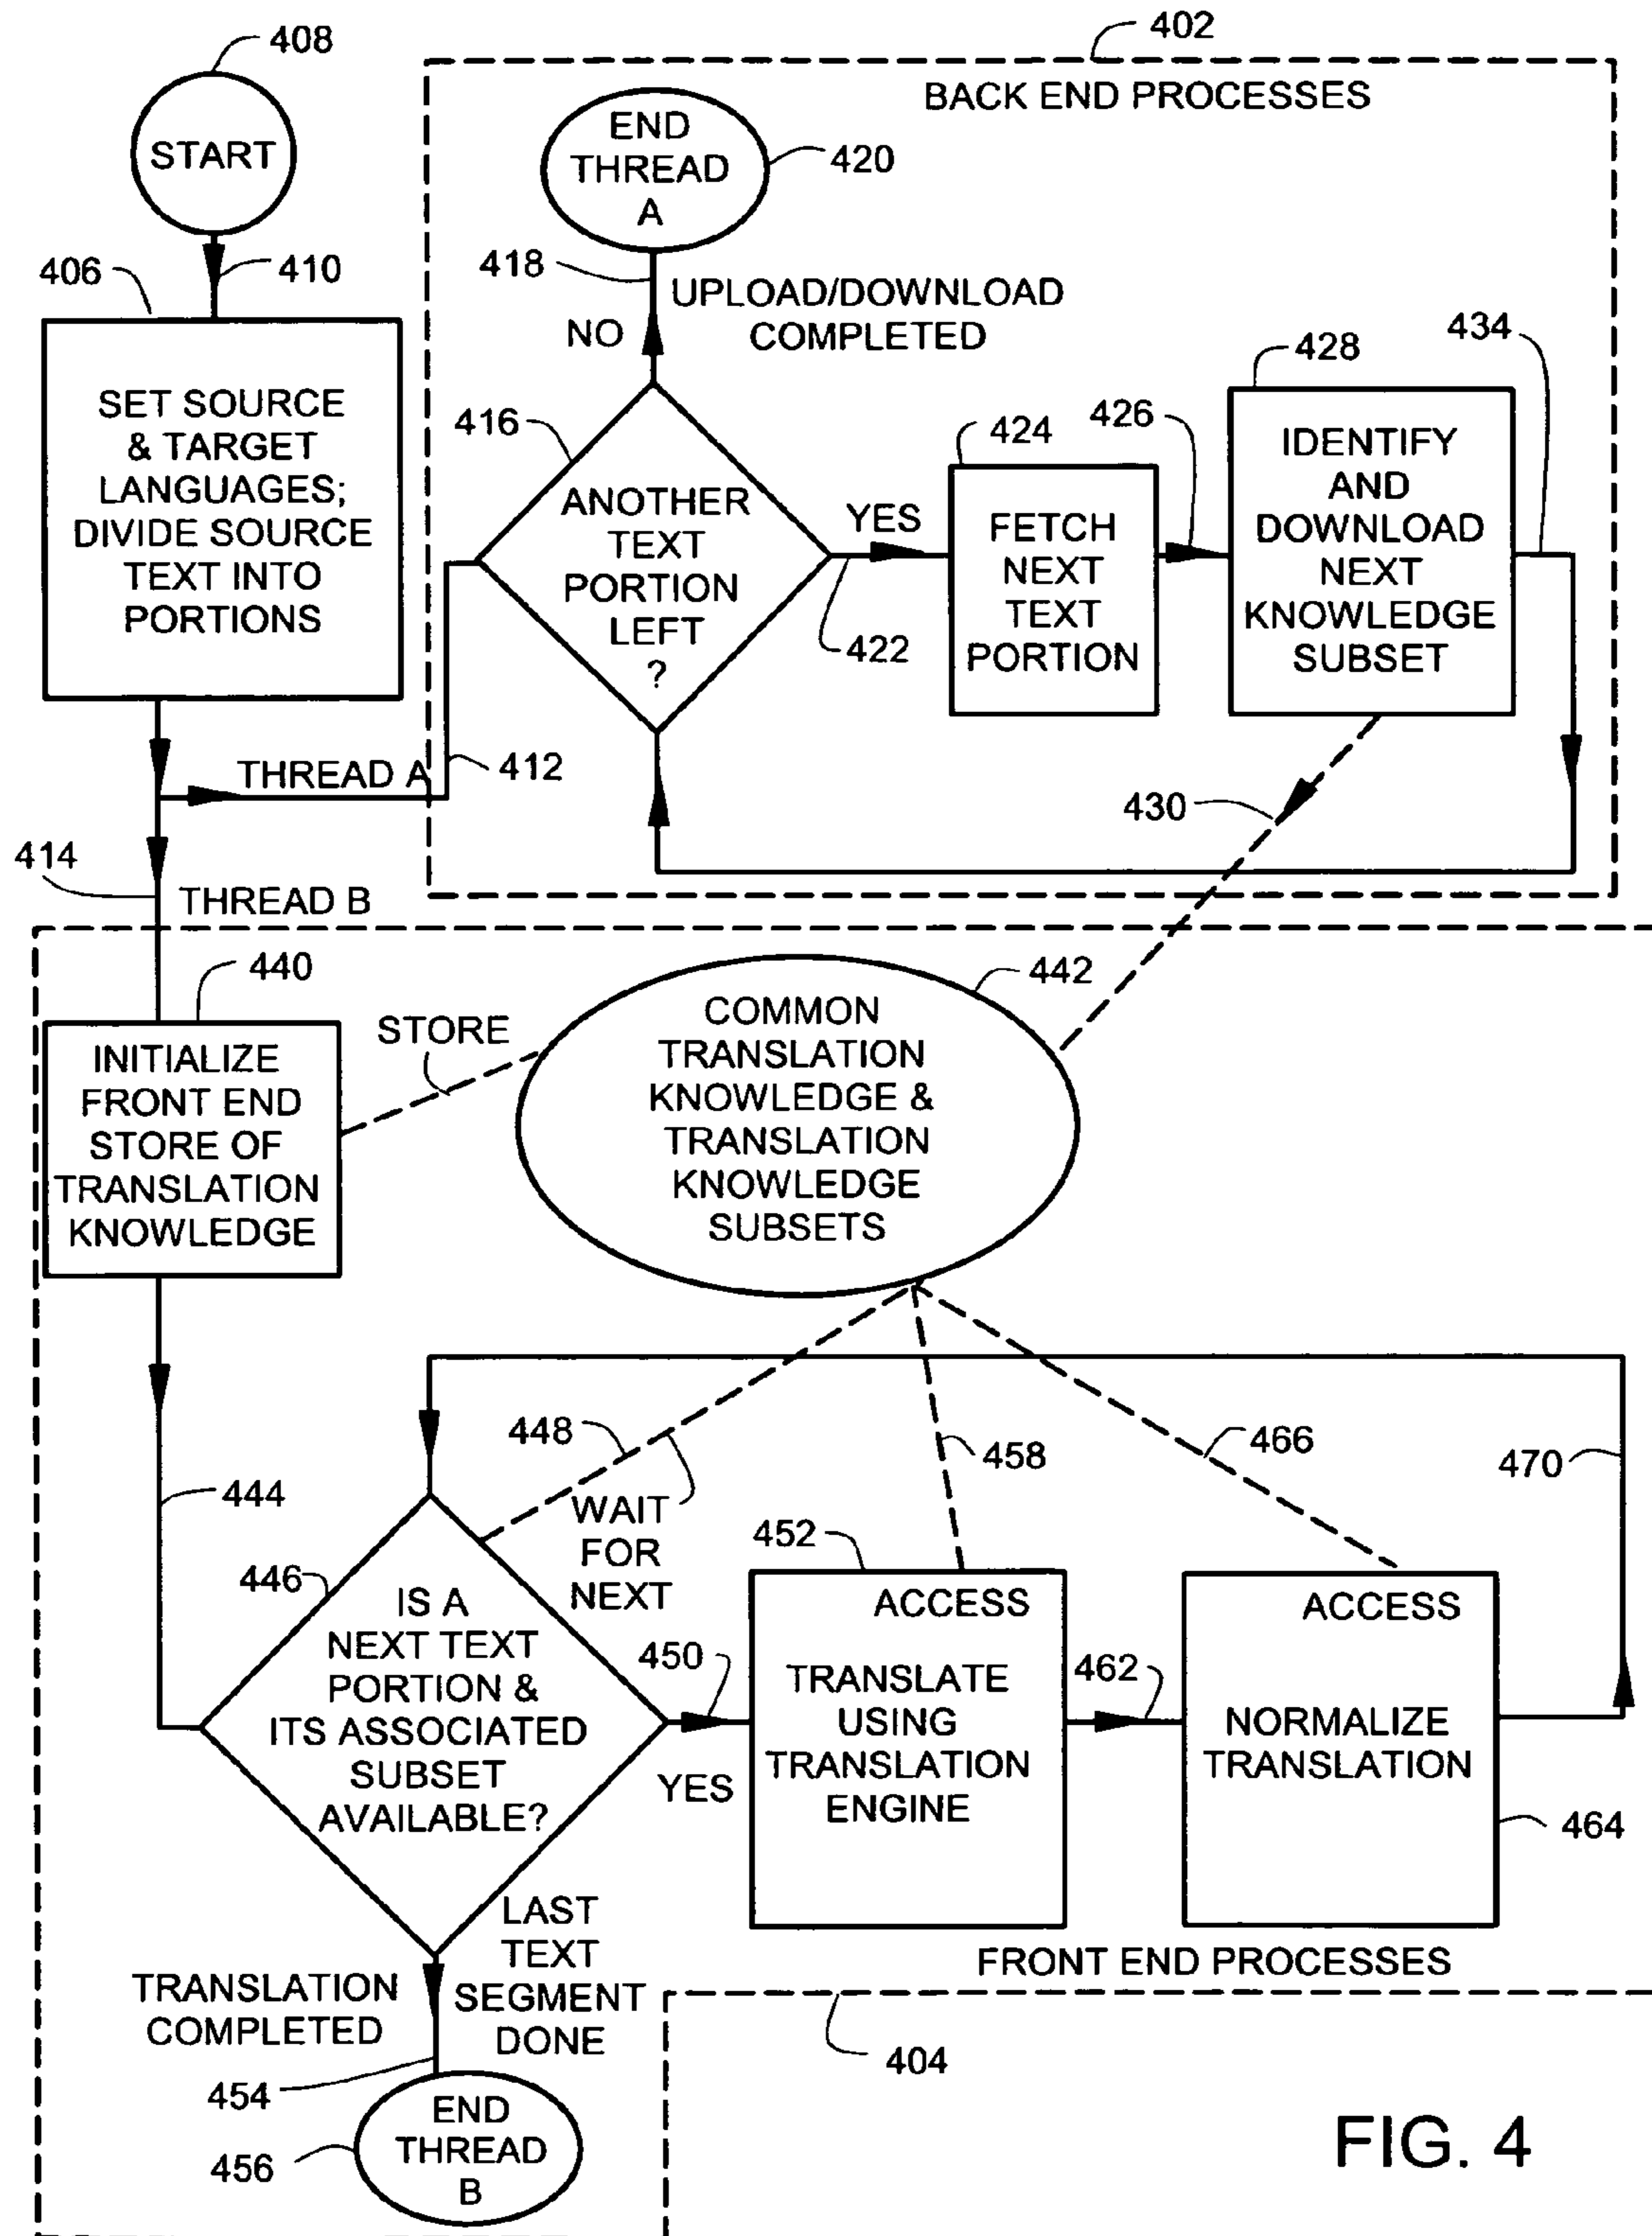 408
402
START
BACK END PROCESSES
END
THREAD
A
420
406
410
418
UPLOAD/DOWNLOAD
COMPLETED
NO
SET SOURCE
& TARGET
LANGUAGES;
DIVIDE SOURCE
TEXT INTO
PORTIONS
416
ANOTHER
TEXT
PORTION
LEFT
?
YES
422
424
FETCH
NEXT
TEXT
PORTION
426
428
434
IDENTIFY
AND
DOWNLOAD
NEXT
KNOWLEDGE
SUBSET
THREAD A
412
430
414
THREAD B
440
INITIALIZE
FRONT END
STORE OF
TRANSLATION
KNOWLEDGE
STORE
442
COMMON
TRANSLATION
KNOWLEDGE &
TRANSLATION
KNOWLEDGE
SUBSETS
444
448
WAIT
FOR
NEXT
458
466
470
446
IS A
NEXT TEXT
PORTION &
ITS ASSOCIATED
SUBSET
AVAILABLE?
450
YES
452
ACCESS
TRANSLATE
USING
TRANSLATION
ENGINE
462
ACCESS
NORMALIZE
TRANSLATION
464
LAST
TEXT
SEGMENT
DONE
TRANSLATION
COMPLETED
FRONT END PROCESSES
404
454
END
THREAD
B
456
FIG. 4